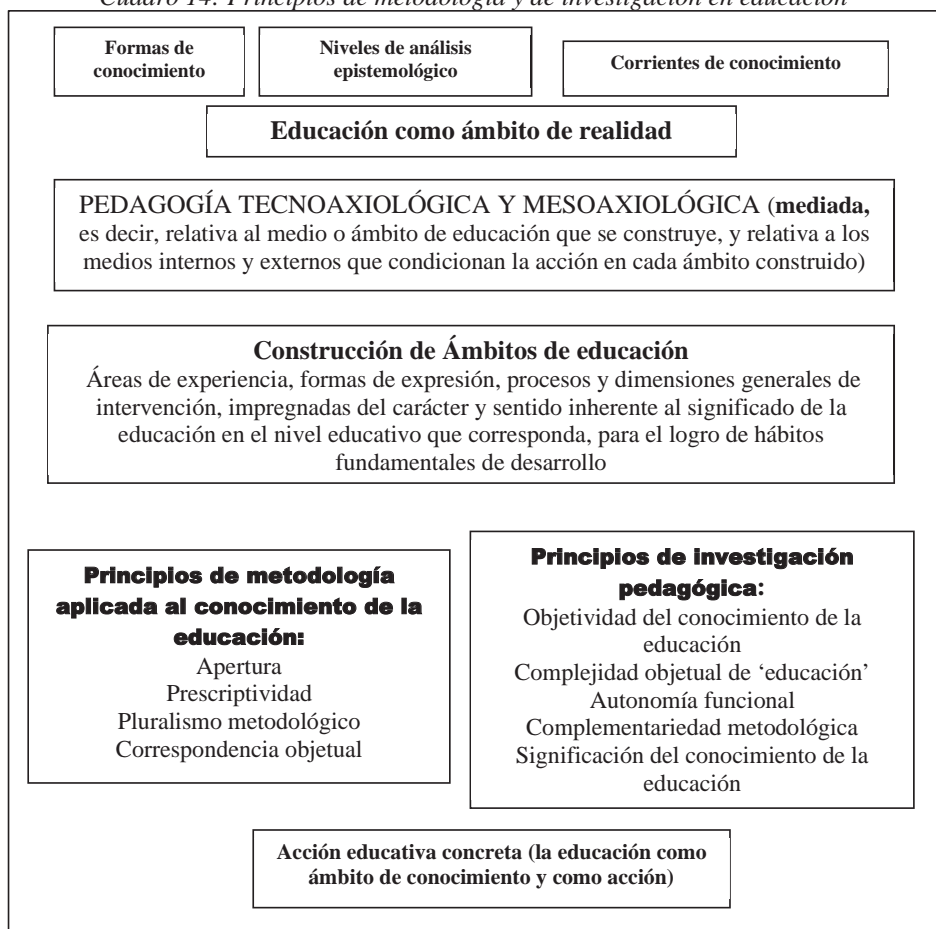 Cuadro 14: Principios de metodología y de investigación en educación
Formas de
conocimiento
Niveles de análisis
epistemológico
Corrientes de conocimiento
Educación como ámbito de realidad
PEDAGOGÍA TECNOAXIOLÓGICA Y MESOAXIOLÓGICA (mediada,
es decir, relativa al medio o ámbito de educación que se construye, y relativa a los
medios internos y externos que condicionan la acción en cada ámbito construido)
Construcción de Ámbitos de educación
Áreas de experiencia, formas de expresión, procesos y dimensiones generales de
intervención, impregnadas del carácter y sentido inherente al significado de la
educación en el nivel educativo que corresponda, para el logro de hábitos
fundamentales de desarrollo
Principios de metodología
aplicada al conocimiento de la
educación:
Apertura
Prescriptividad
Pluralismo metodológico
Correspondencia objetual
Principios de investigación
pedagógica:
Objetividad del conocimiento de la
educación
Complejidad objetual de ‘educación’
Autonomía funcional
Complementariedad metodológica
Significación del conocimiento de la
educación
Acción educativa concreta (la educación como
ámbito de conocimiento y como acción)